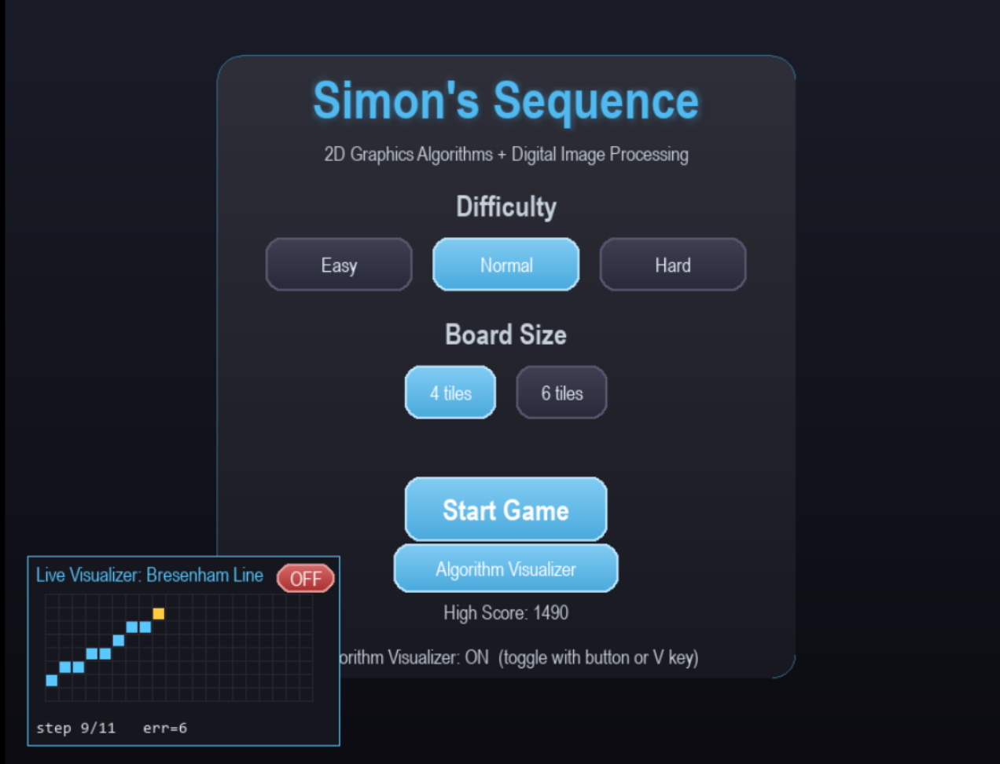 Simon's Sequence
2D Graphics Algorithms + Digital Image Processing
Difficulty
Easy Normal Hard
Board Size
4 tiles 6 tiles
Start Game
Algorithm Visualizer
High Score: 1490
orithm Visualizer: ON (toggle with button or V key)
Live Visualizer: Bresenham Line OFF
step 9/11 err=6